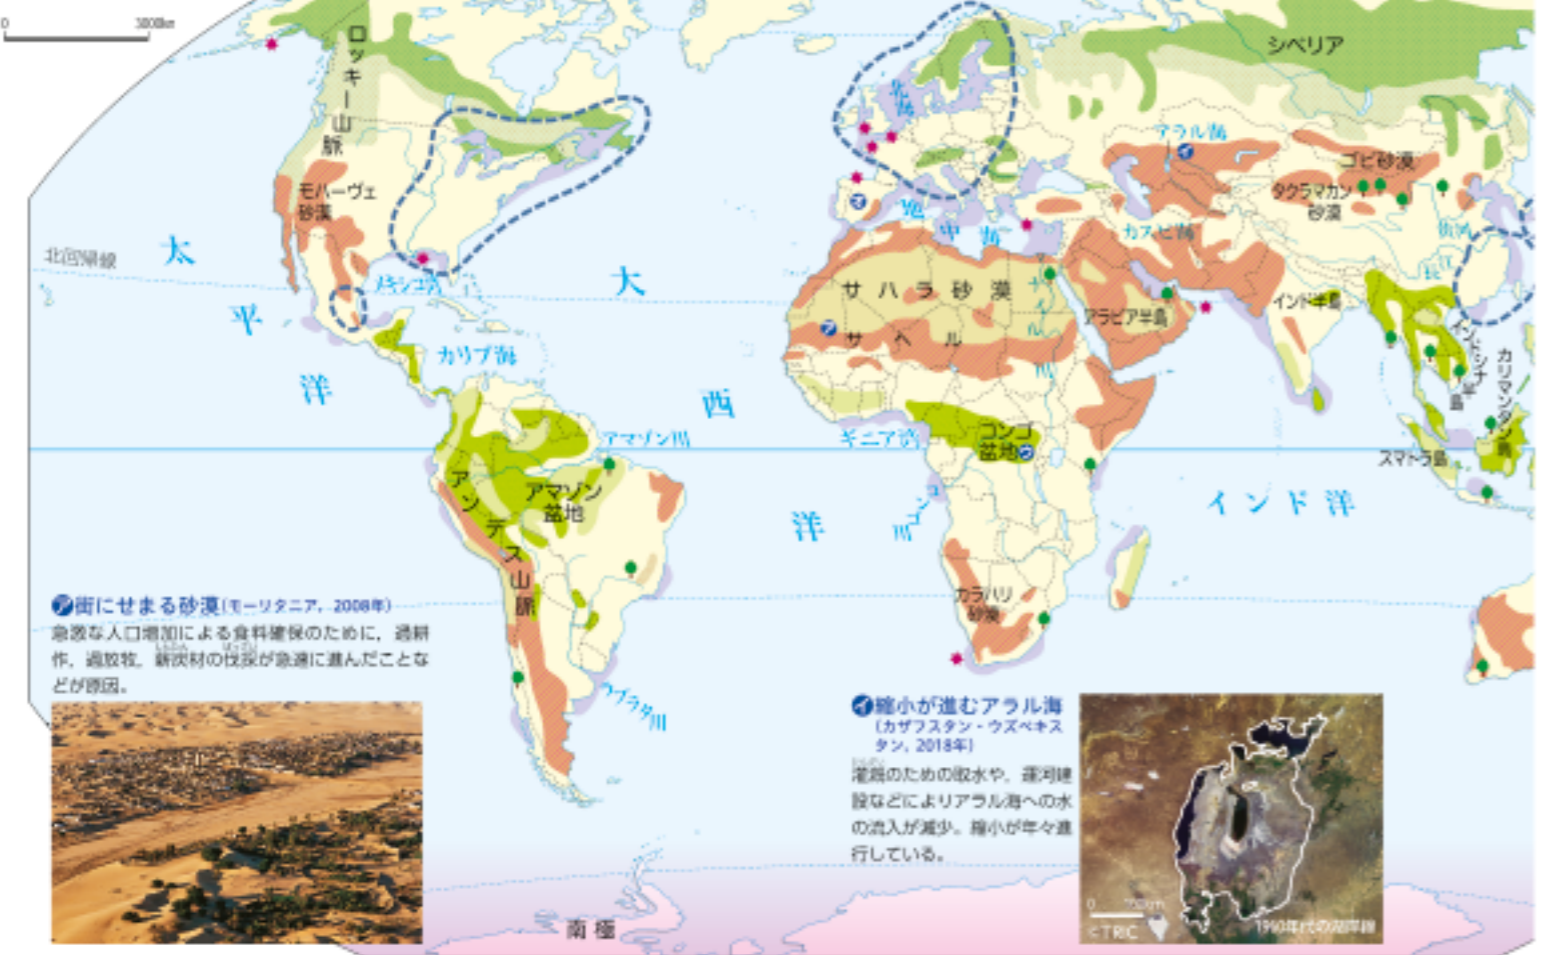 0 3000km
ロッキー山脈
シベリア
北海
アラル海
イ
ゴビ砂漠
タクラマカン
砂漠
モハーヴェ
砂漠
北回帰線
太平洋
メキシコ湾
大西洋
地中海
カスピ海
黄河
長江
サハラ砂漠
ナイル川
アラビア半島
インド半島
ア
サヘル
カリブ海
インドシナ半島
カリマンタン島
アマゾン川
ギニア湾
コンゴ
盆地
ウ
スマトラ島
アンデス山脈
アマゾン
盆地
コンゴ川
インド洋
カラハリ
砂漠
ラプラタ川
ア街にせまる砂漠(モーリタニア, 2008年)
急激な人口増加による食料確保のために，過耕
作，過放牧，薪炭材の伐採が急速に進んだことな
どが原因。
イ縮小が進むアラル海
(カザフスタン・ウズベキス
タン, 2018年)
灌漑のための取水や，運河建
設などによりアラル海への水
の流入が減少。縮小が年々進
行している。
南極
©TRIC
1960年代の湖岸線